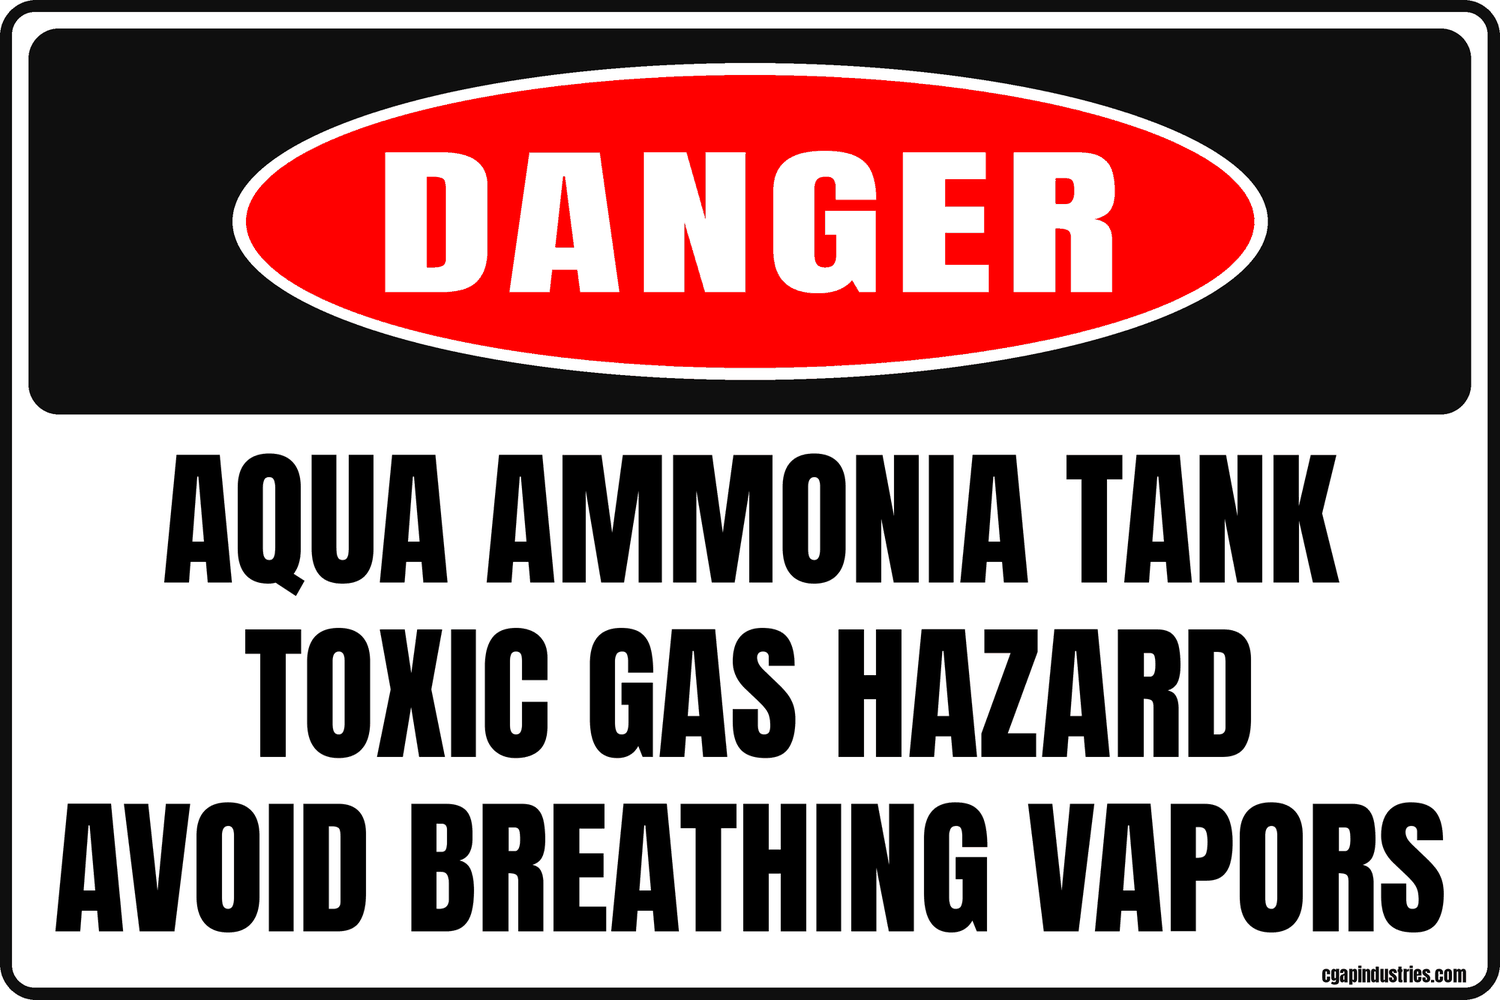 DANGER
AQUA AMMONIA TANK
TOXIC GAS HAZARD
AVOID BREATHING VAPORS
cgapindustries.com